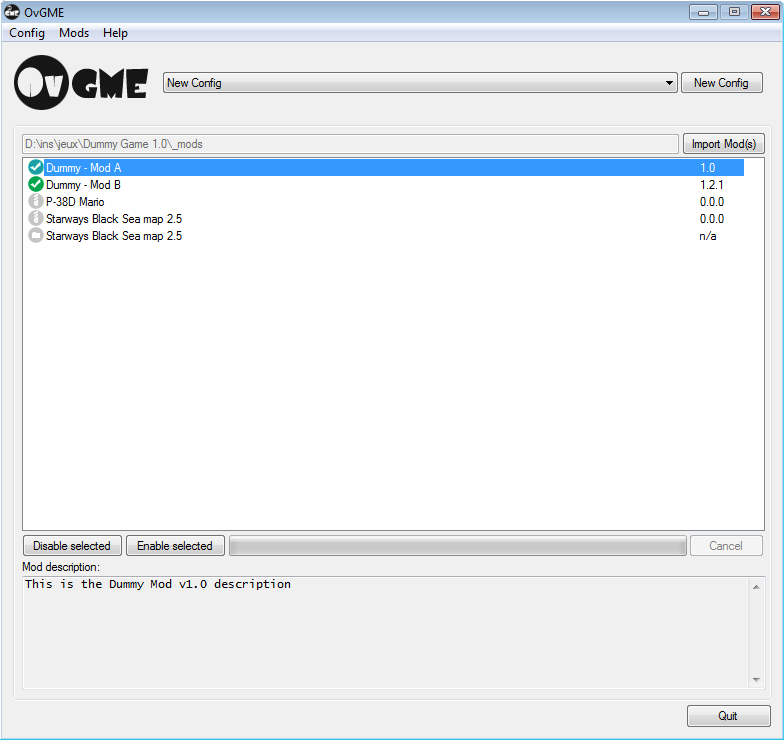 OvGME
Config Mods Help
OvGME New Config New Config
D:\ins\jeux\Dummy Game 1.0\_mods Import Mod(s)
Dummy - Mod A 1.0
Dummy - Mod B 1.2.1
P-38D Mario 0.0.0
Starways Black Sea map 2.5 0.0.0
Starways Black Sea map 2.5 n/a
Disable selected Enable selected Cancel
Mod description:
This is the Dummy Mod v1.0 description
Quit